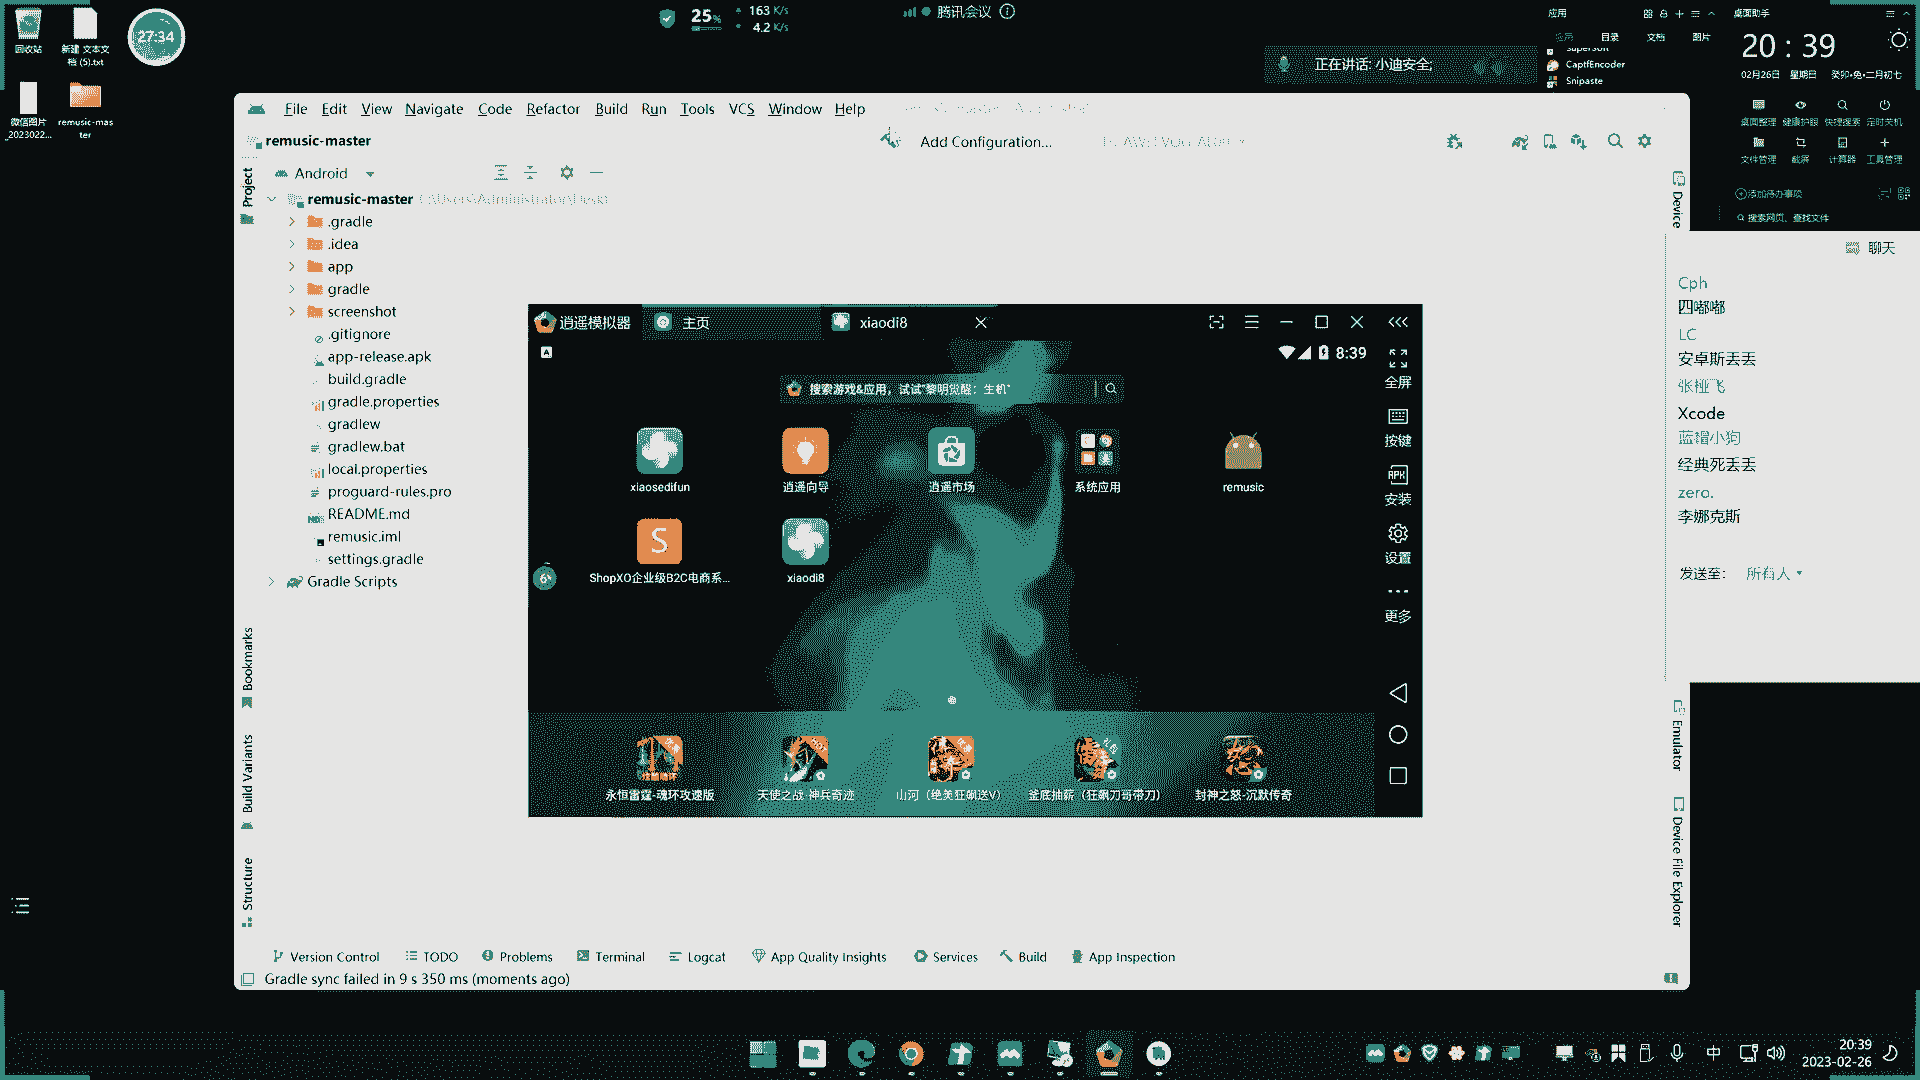 回收站
新建 文本文
档 (5).txt
27:34
微信图片
_2023022...
remusic-mas
ter
25%
163 K/s
4.2 K/s
腾讯会议
正在讲话: 小迪安全;
应用
目录
文档
图片
CaptfEncoder
Snipaste
桌面助手
20 : 39
02月26日 星期日 癸卯•兔•二月初七
桌面整理 健康护眼 快捷搜索 定时关机
文件管理 截屏 计算器 工具管理
添加待办事项
搜索网页、查找文件
File Edit View Navigate Code Refactor Build Run Tools VCS Window Help
remusic-master
Add Configuration...
Project
Android
remusic-master C:\Users\Administrator\Deskt
.gradle
.idea
app
gradle
screenshot
.gitignore
app-release.apk
build.gradle
gradle.properties
gradlew
gradlew.bat
local.properties
proguard-rules.pro
README.md
remusic.iml
settings.gradle
Gradle Scripts
Bookmarks
Build Variants
Structure
Device
Emulator
Device File Explorer
逍遥模拟器
主页
xiaodi8
8:39
搜索游戏&应用，试试"黎明觉醒：生机"
xiaosedifun
逍遥向导
逍遥市场
系统应用
remusic
ShopXO企业级B2C电商系...
xiaodi8
永恒雷霆-魂环攻速版
天使之战-神兵奇迹
山河（绝美狂飙送V）
釜底抽薪（狂飙刀哥带刀）
封神之怒-沉默传奇
全屏
按键
APK
安装
设置
更多
聊天
Cph
四嘟嘟
LC
安卓斯丢丢
张桠飞
Xcode
蓝帽小狗
经典死丢丢
zero.
李娜克斯
发送至：
所有人
Version Control
TODO
Problems
Terminal
Logcat
App Quality Insights
Services
Build
App Inspection
Gradle sync failed in 9 s 350 ms (moments ago)
中
20:39
2023-02-26